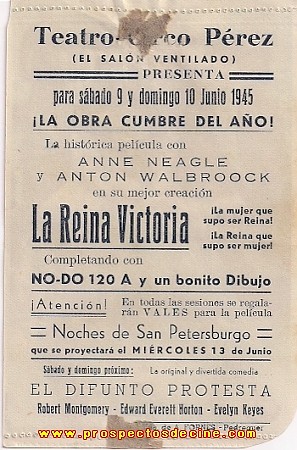 Teatro-Circo Pérez
(EL SALÓN VENTILADO)
PRESENTA
para sábado 9 y domingo 10 Junio 1945
¡LA OBRA CUMBRE DEL AÑO!
La histórica película con
ANNE NEAGLE
y ANTON WALBROOCK
en su mejor creación
La Reina Victoria
¡La mujer que
supo ser Reina!
¡La Reina que
supo ser mujer!
Completando con
NO-DO 120 A y un bonito Dibujo
¡Atención!
En todas las sesiones se regala-
rán VALES para la película
Noches de San Petersburgo
que se proyectará el MIÉRCOLES 13 de Junio
Sábado y domingo próximo:
La original y divertida comedia
EL DIFUNTO PROTESTA
Robert Montgomery - Edward Everett Horton - Evelyn Keyes
de A. FORNÉS - Pedreguer
www.prospectosdecine.com